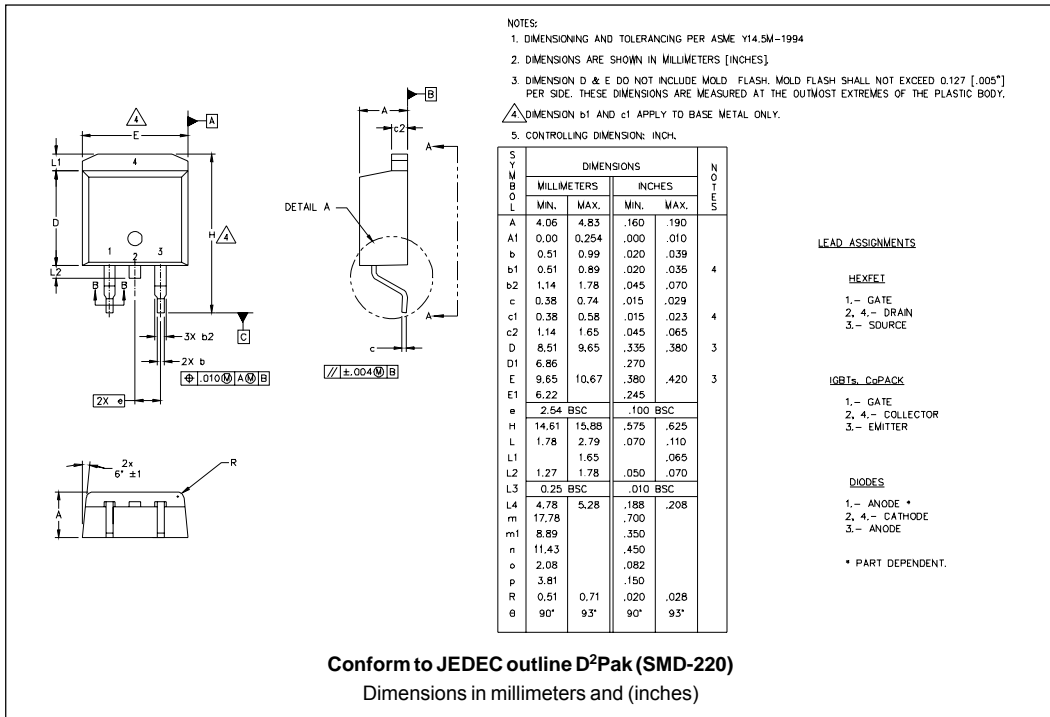 NOTES:
1. DIMENSIONING AND TOLERANCING PER ASME Y14.5M-1994
2. DIMENSIONS ARE SHOWN IN MILLIMETERS [INCHES].
3. DIMENSION D & E DO NOT INCLUDE MOLD FLASH. MOLD FLASH SHALL NOT EXCEED 0.127 [.005"]
PER SIDE. THESE DIMENSIONS ARE MEASURED AT THE OUTMOST EXTREMES OF THE PLASTIC BODY.
4. DIMENSION b1 AND c1 APPLY TO BASE METAL ONLY.
5. CONTROLLING DIMENSION: INCH.
4
E
A
L1
4
D
H 4
1 2 3
L2
B B
C
3X b2
2X b
⌖ .010Ⓜ AⓂ B
2X e
A
B
c2
A
DETAIL A
A
c
// ±.004Ⓜ B
2x
6° ±1
R
A
SYMBOL DIMENSIONS NOTES
MILLIMETERS INCHES
MIN. MAX. MIN. MAX.
A 4.06 4.83 .160 .190
A1 0.00 0.254 .000 .010
b 0.51 0.99 .020 .039
b1 0.51 0.89 .020 .035 4
b2 1.14 1.78 .045 .070
c 0.38 0.74 .015 .029
c1 0.38 0.58 .015 .023 4
c2 1.14 1.65 .045 .065
D 8.51 9.65 .335 .380 3
D1 6.86 .270
E 9.65 10.67 .380 .420 3
E1 6.22 .245
e 2.54 BSC .100 BSC
H 14.61 15.88 .575 .625
L 1.78 2.79 .070 .110
L1 1.65 .065
L2 1.27 1.78 .050 .070
L3 0.25 BSC .010 BSC
L4 4.78 5.28 .188 .208
m 17.78 .700
m1 8.89 .350
n 11.43 .450
o 2.08 .082
p 3.81 .150
R 0.51 0.71 .020 .028
θ 90° 93° 90° 93°
LEAD ASSIGNMENTS
HEXFET
1.- GATE
2, 4.- DRAIN
3.- SOURCE
IGBTs, CoPACK
1.- GATE
2, 4.- COLLECTOR
3.- EMITTER
DIODES
1.- ANODE *
2, 4.- CATHODE
3.- ANODE
* PART DEPENDENT.
Conform to JEDEC outline D²Pak (SMD-220)
Dimensions in millimeters and (inches)